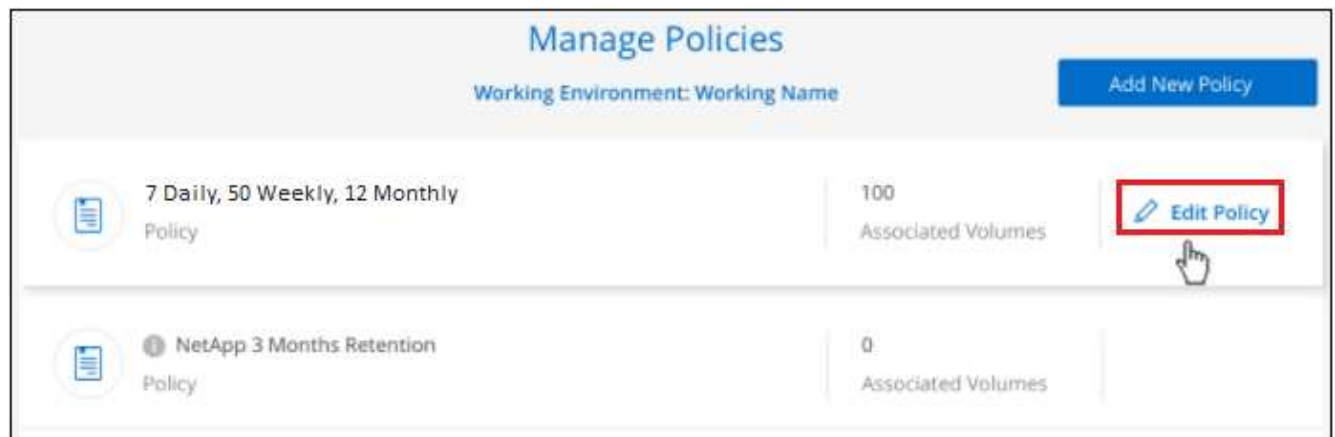 Manage Policies
Working Environment: Working Name
Add New Policy
7 Daily, 50 Weekly, 12 Monthly
Policy
100
Associated Volumes
Edit Policy
NetApp 3 Months Retention
Policy
0
Associated Volumes